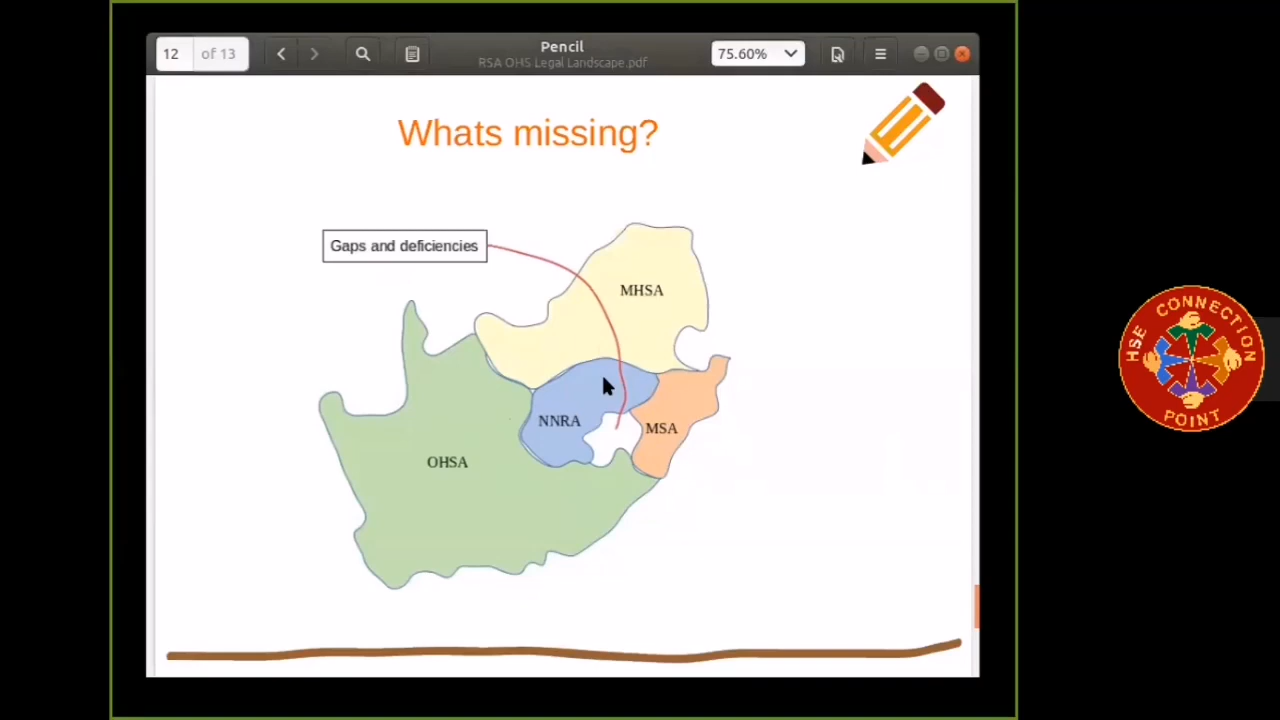 12 of 13
Pencil
RSA OHS Legal Landscape.pdf
75.60%
Whats missing?
Gaps and deficiencies
MHSA
NNRA
MSA
OHSA
HSE CONNECTION
POINT